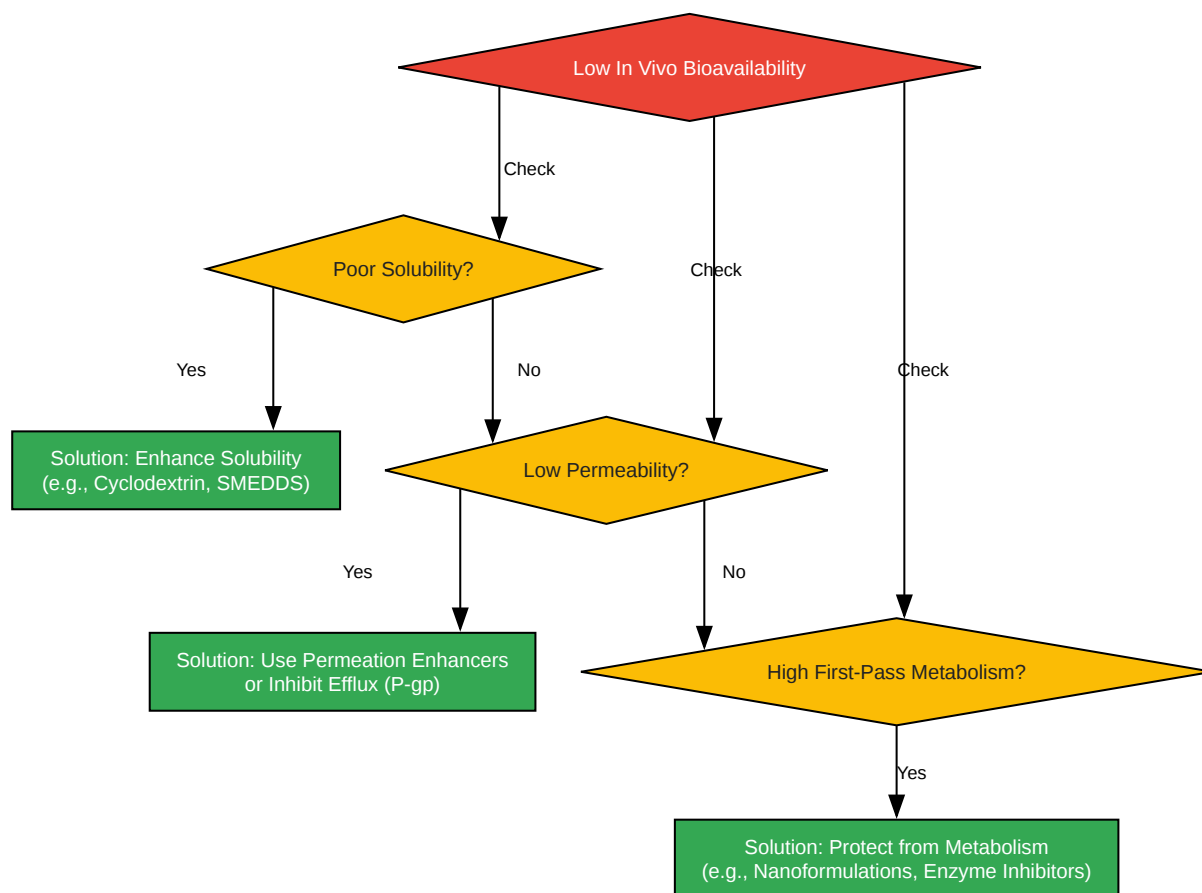 Low In Vivo Bioavailability
Check
Poor Solubility?
Check
Yes
No
Check
Solution: Enhance Solubility
(e.g., Cyclodextrin, SMEDDS)
Low Permeability?
Yes
No
Solution: Use Permeation Enhancers
or Inhibit Efflux (P-gp)
High First-Pass Metabolism?
Yes
Solution: Protect from Metabolism
(e.g., Nanoformulations, Enzyme Inhibitors)